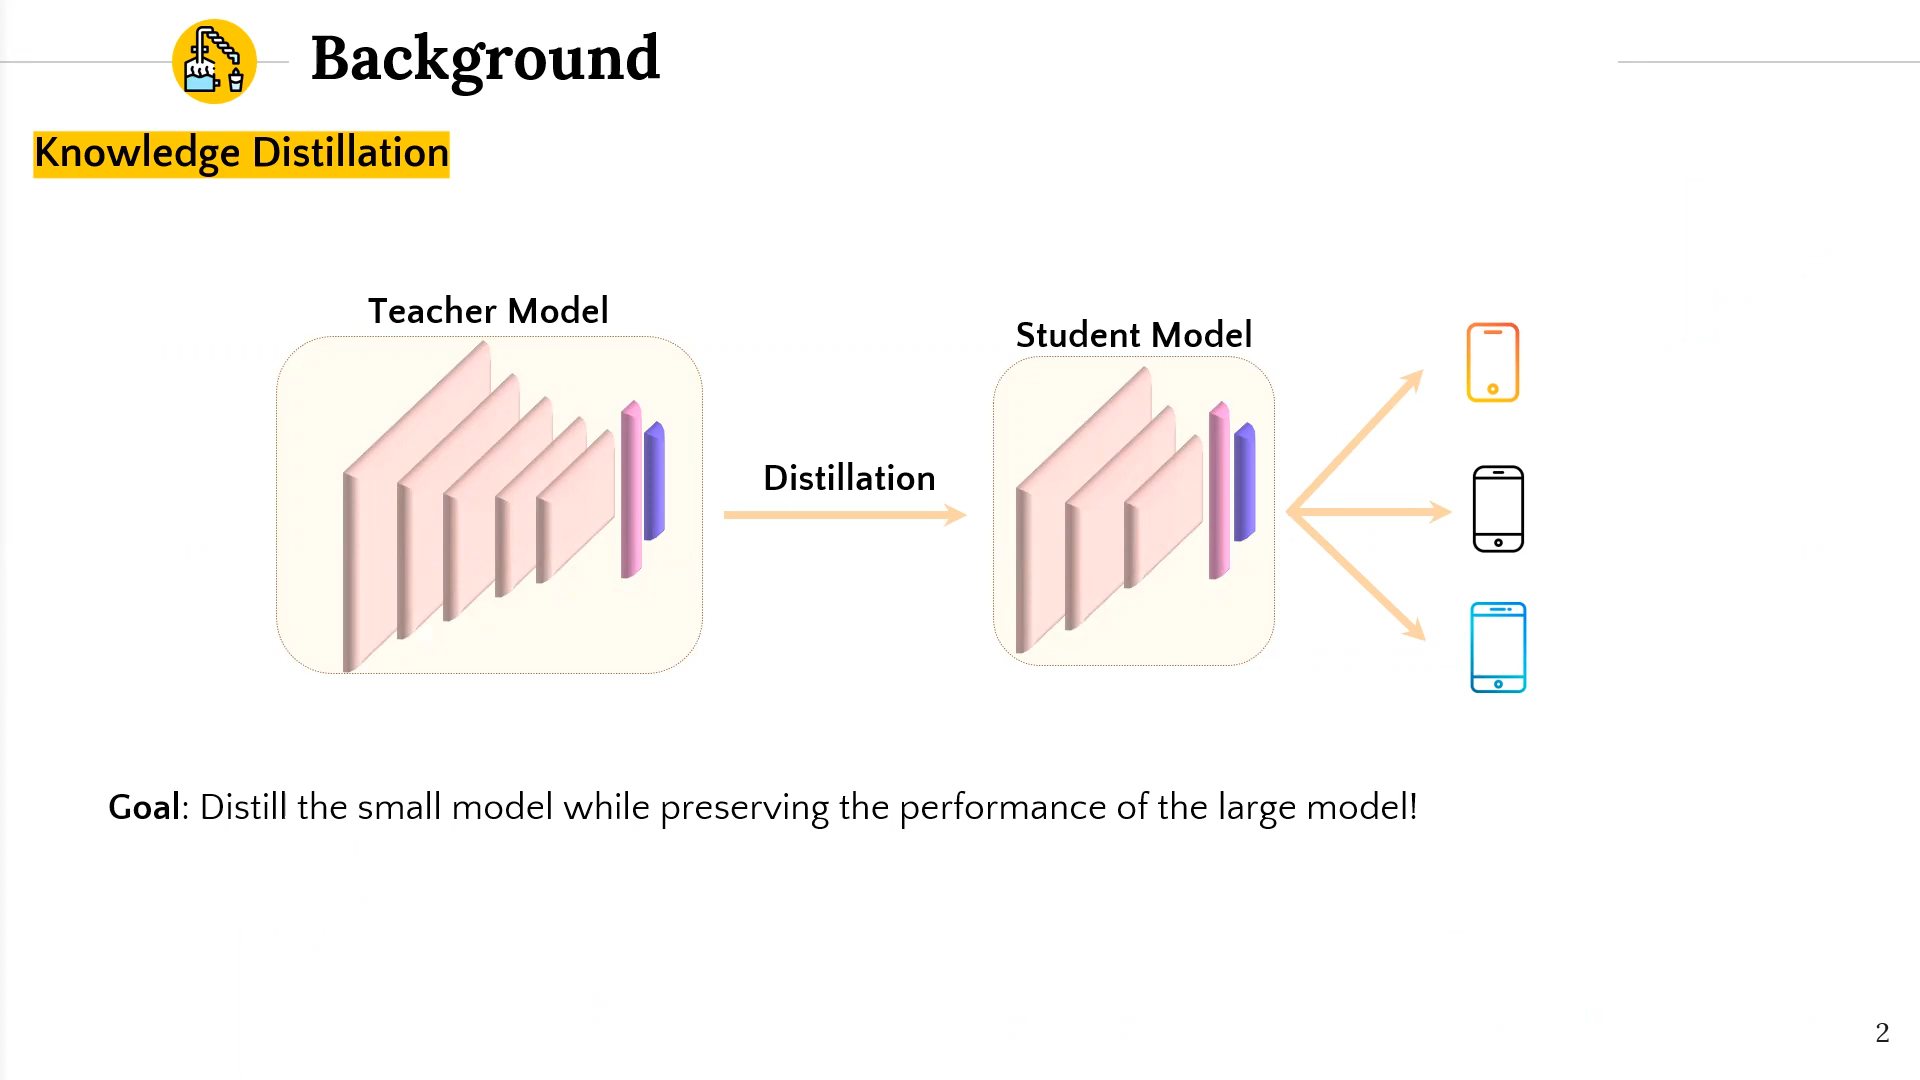 Background
Knowledge Distillation
Teacher Model
Student Model
Distillation
Goal: Distill the small model while preserving the performance of the large model!
2